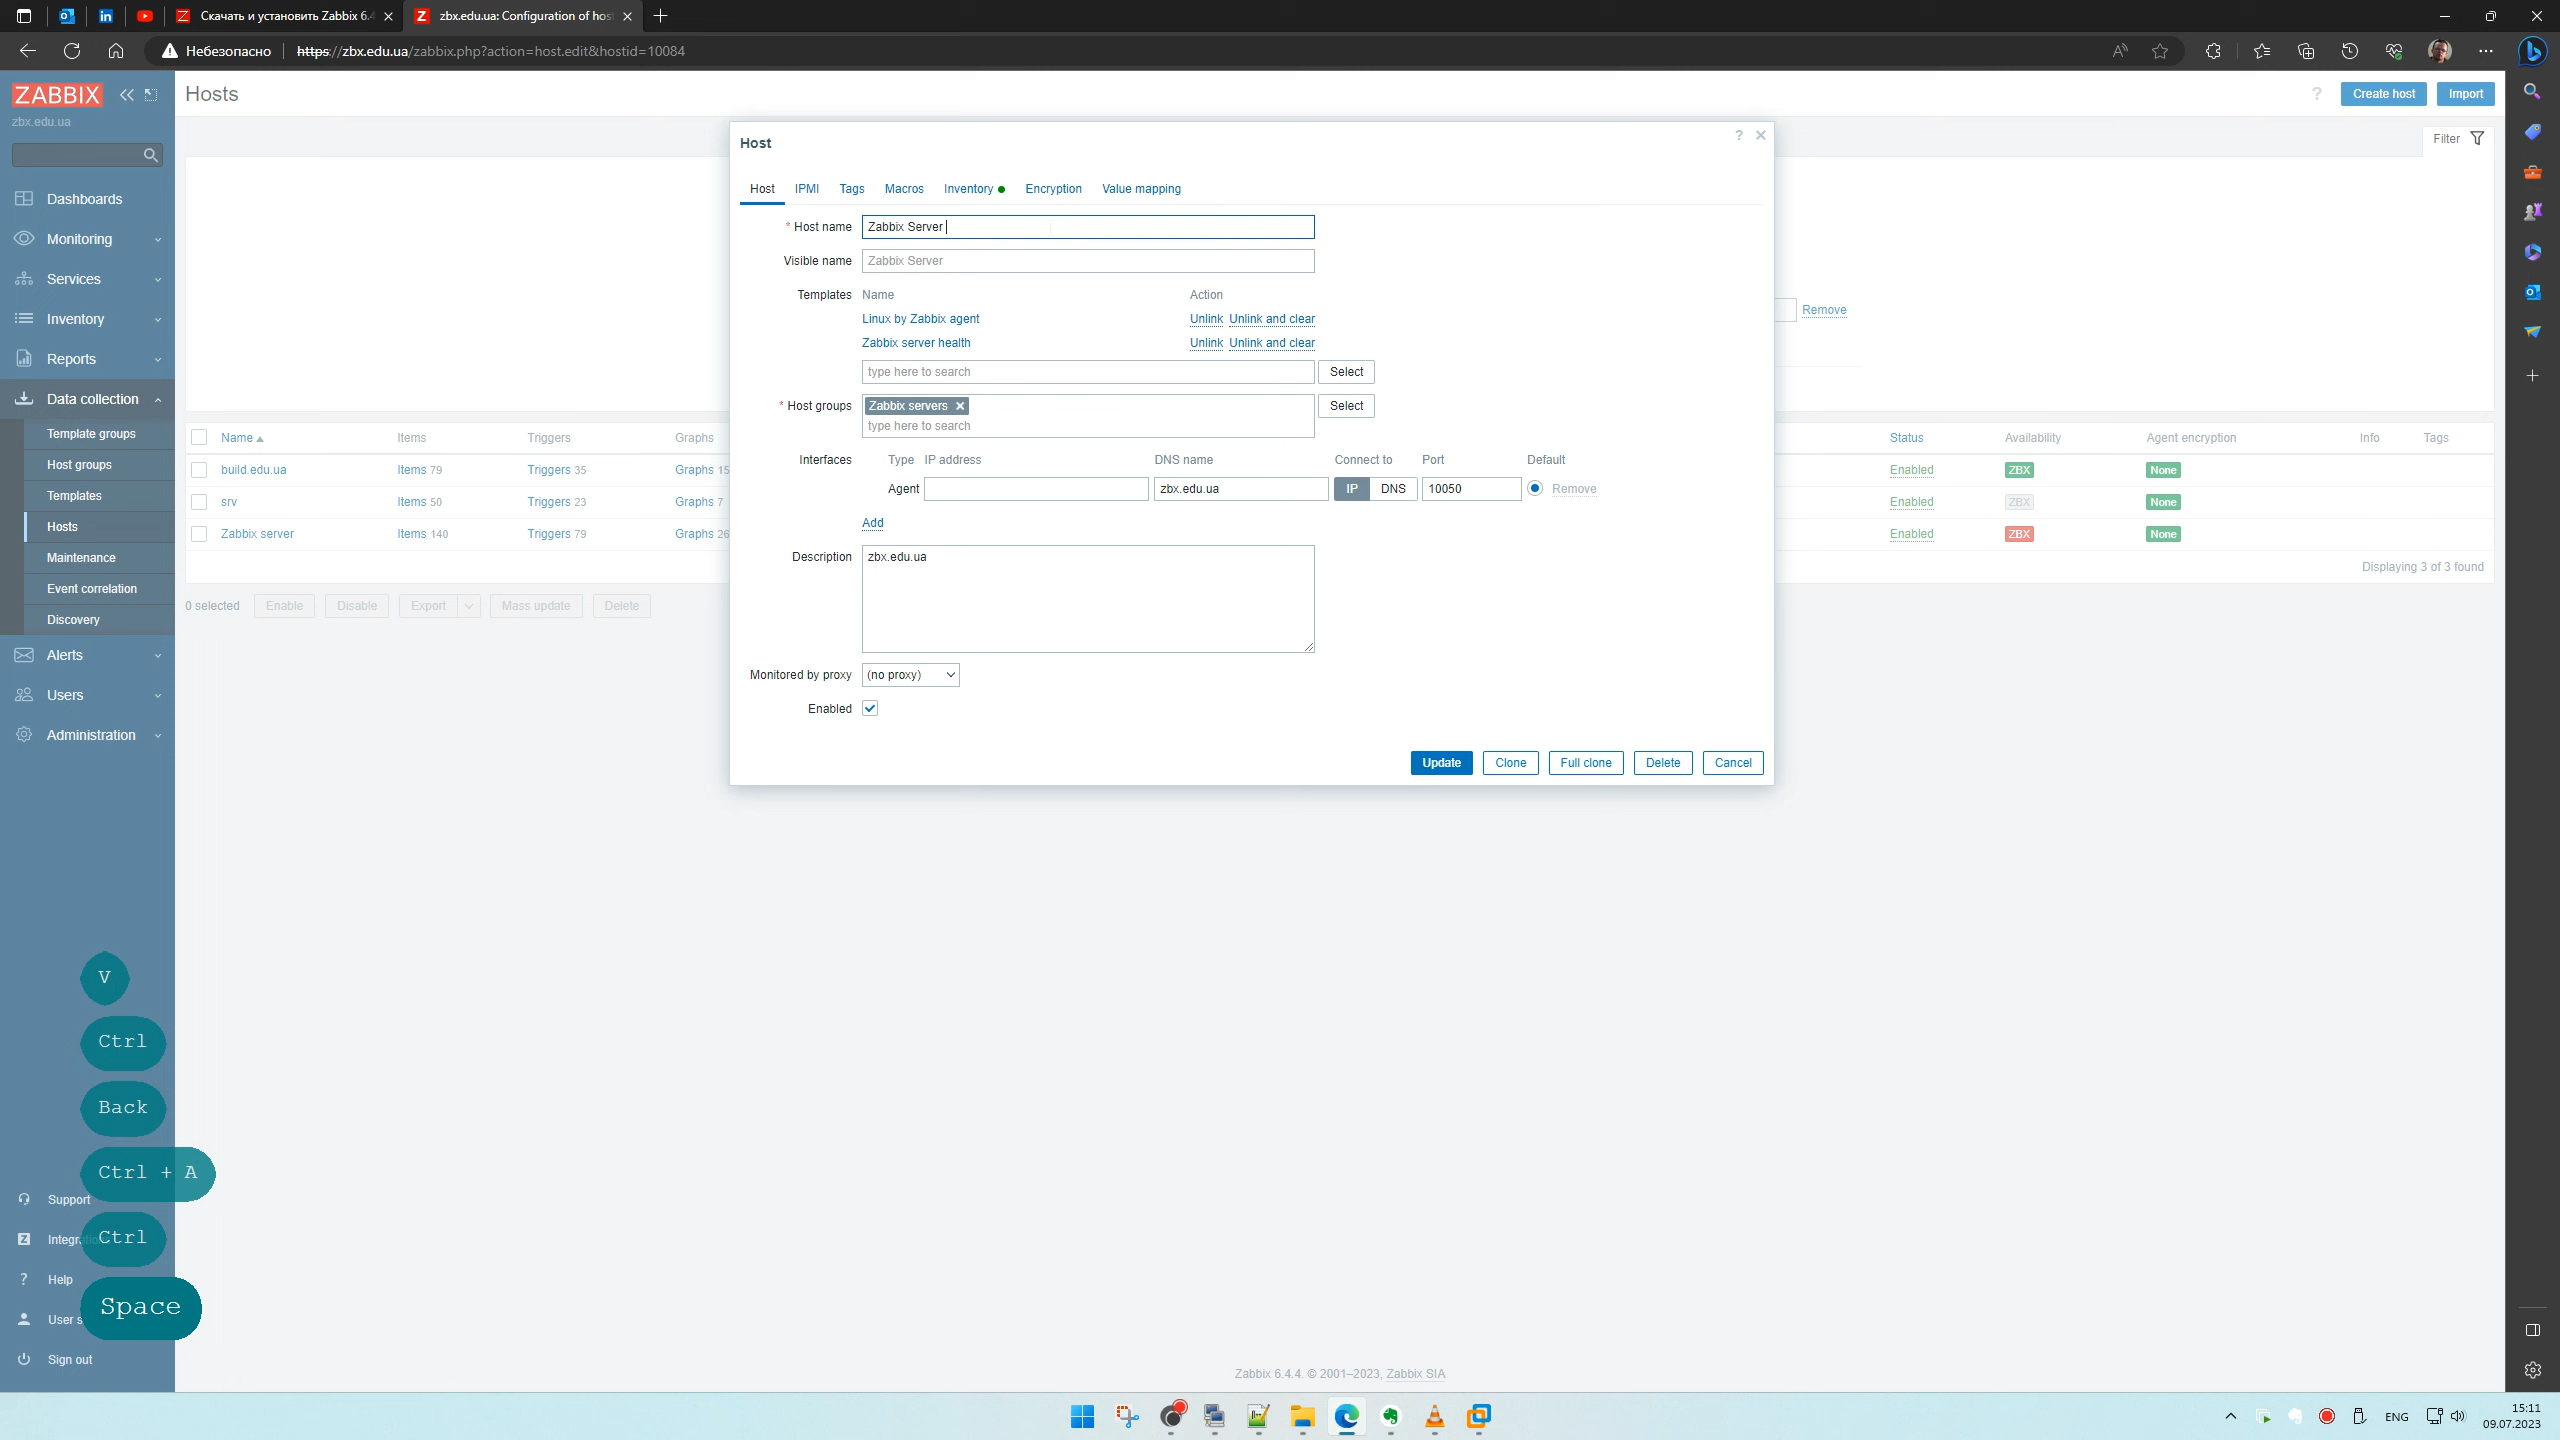 Скачать и установить Zabbix 6.4
zbx.edu.ua: Configuration of hos
Небезопасно
https://zbx.edu.ua/zabbix.php?action=host.edit&hostid=10084
ZABBIX
zbx.edu.ua
Hosts
? Create host Import
Filter
Dashboards
Monitoring
Services
Inventory
Reports
Data collection
Template groups
Host groups
Templates
Hosts
Maintenance
Event correlation
Discovery
Alerts
Users
Administration
Support
Help
Sign out
Host
?
Host IPMI Tags Macros Inventory Encryption Value mapping
* Host name Zabbix Server
Visible name Zabbix Server
Templates Name Action
Linux by Zabbix agent Unlink Unlink and clear
Zabbix server health Unlink Unlink and clear
type here to search Select
* Host groups Zabbix servers Select
type here to search
Interfaces Type IP address DNS name Connect to Port Default
Agent zbx.edu.ua IP DNS 10050 Remove
Add
Description zbx.edu.ua
Monitored by proxy (no proxy)
Enabled
Update Clone Full clone Delete Cancel
Remove
Name Items Triggers Graphs Status Availability Agent encryption Info Tags
build.edu.ua Items 79 Triggers 35 Graphs 15 Enabled ZBX None
srv Items 50 Triggers 23 Graphs 7 Enabled ZBX None
Zabbix server Items 140 Triggers 79 Graphs 26 Enabled ZBX None
Displaying 3 of 3 found
0 selected Enable Disable Export Mass update Delete
V
Ctrl
Back
Ctrl + A
Ctrl
Space
Integr
User s
Zabbix 6.4.4. © 2001–2023, Zabbix SIA
ENG
15:11
09.07.2023